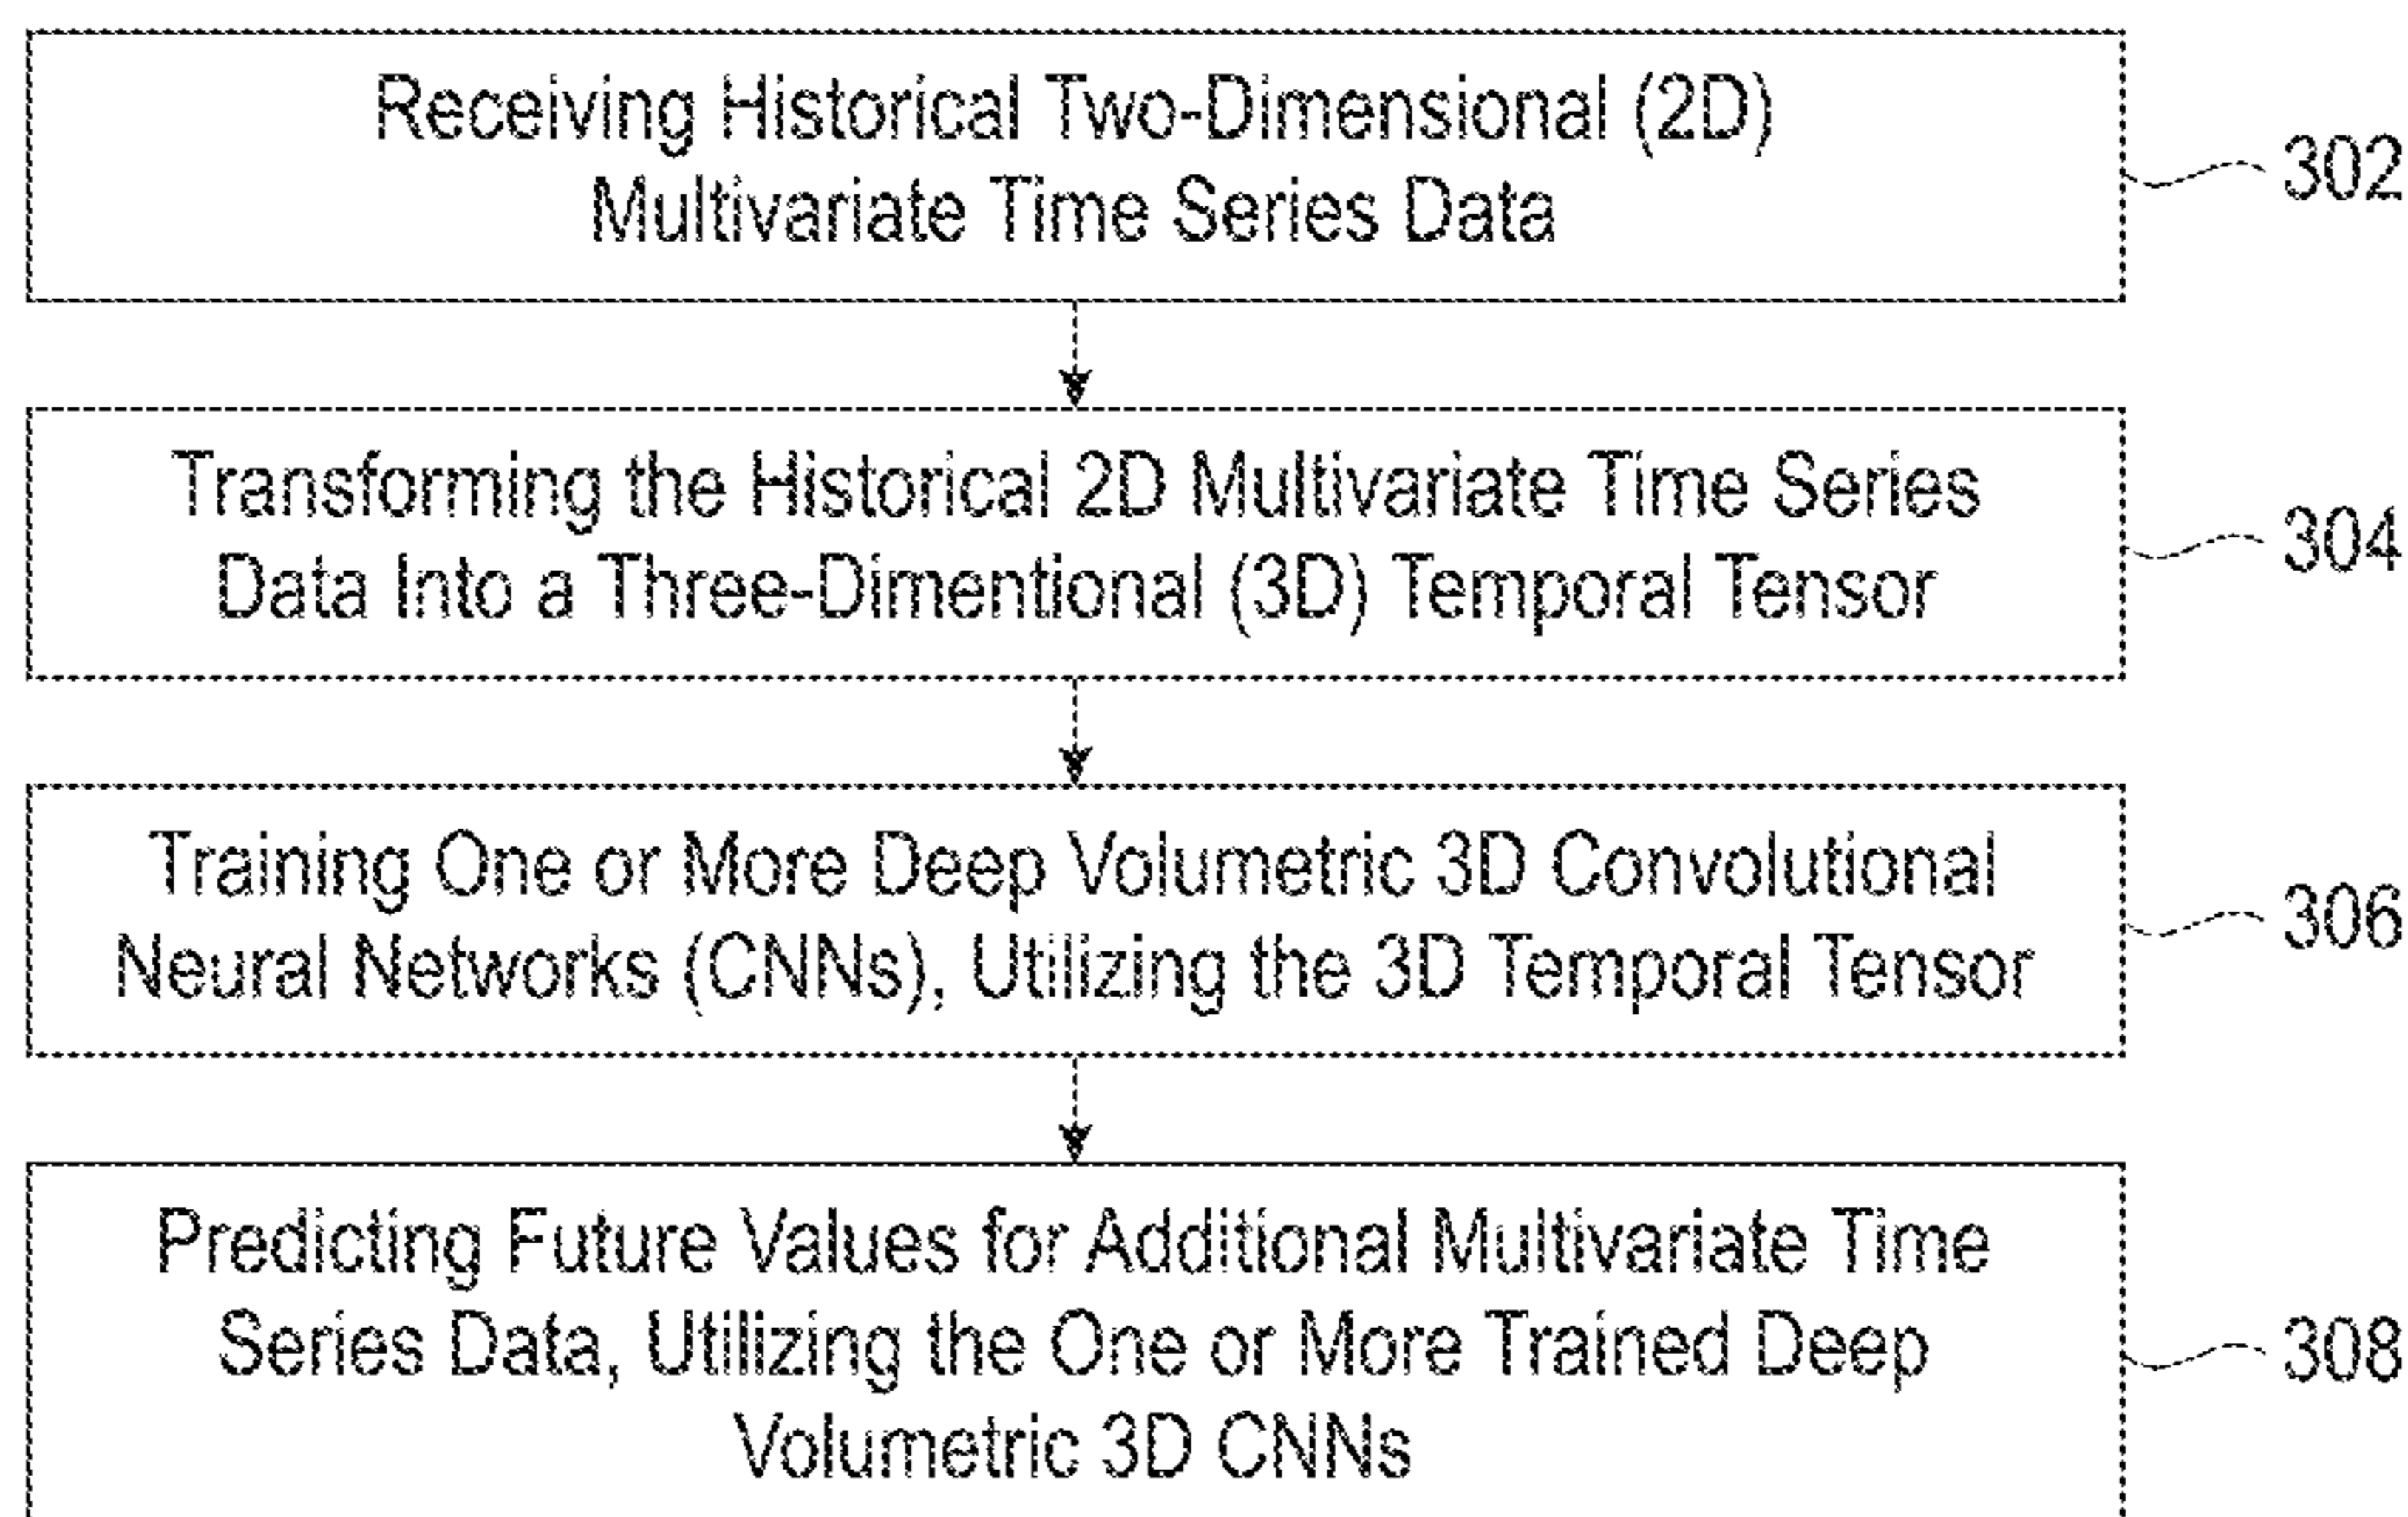 Receiving Historical Two-Dimensional (2D)
Multivariate Time Series Data
302
Transforming the Historical 2D Multivariate Time Series
Data Into a Three-Dimentional (3D) Temporal Tensor
304
Training One or More Deep Volumetric 3D Convolutional
Neural Networks (CNNs), Utilizing the 3D Temporal Tensor
306
Predicting Future Values for Additional Multivariate Time
Series Data, Utilizing the One or More Trained Deep
Volumetric 3D CNNs
308